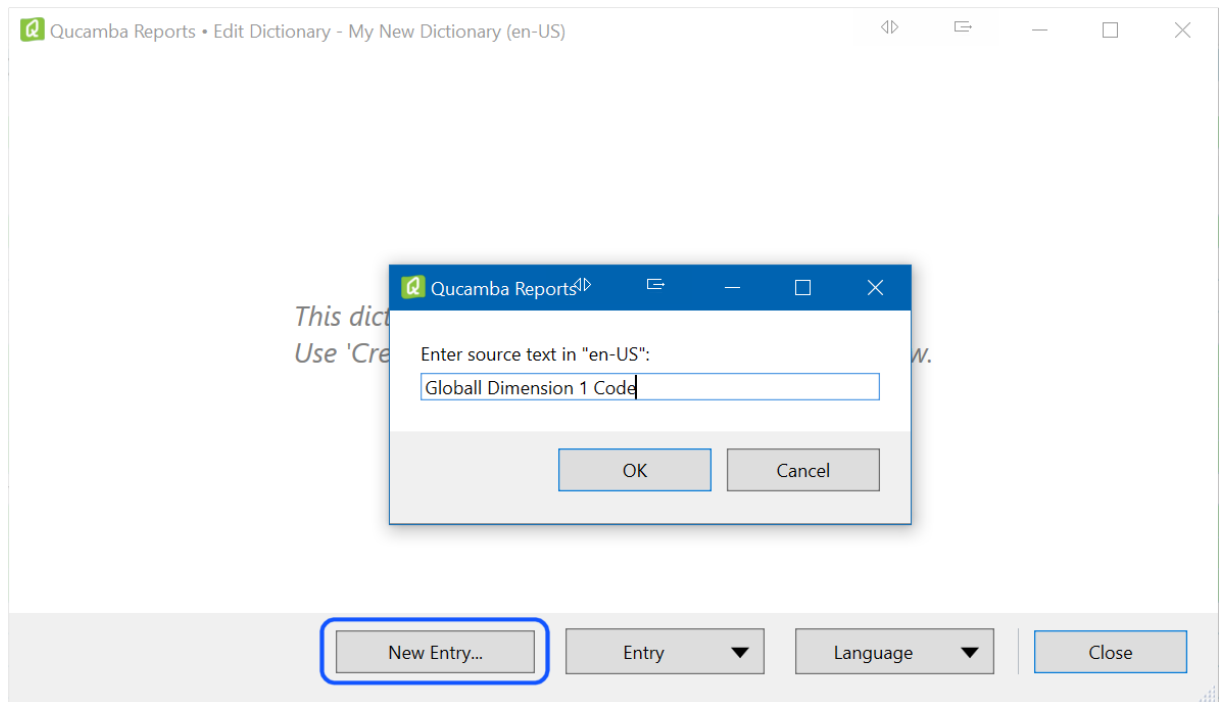 Qucamba Reports • Edit Dictionary - My New Dictionary (en-US)
Qucamba Reports
This dict
Use 'Cre w.
Enter source text in "en-US":
Globall Dimension 1 Code
OK Cancel
New Entry... Entry Language Close